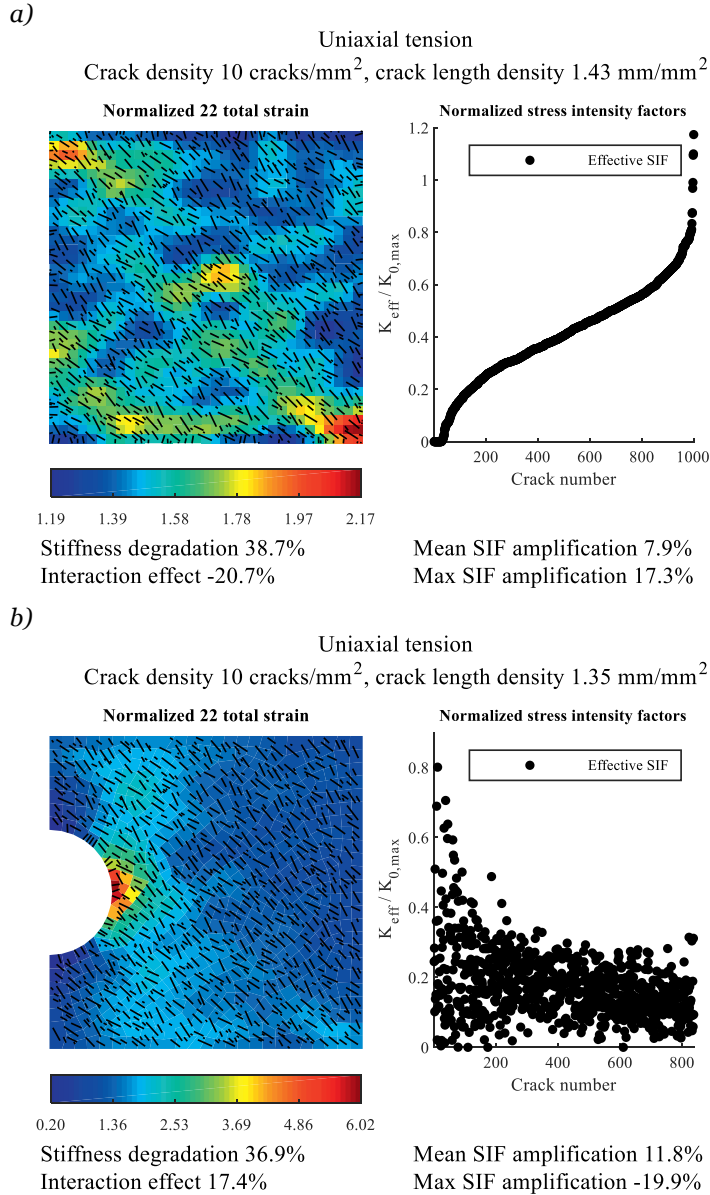 a)
Uniaxial tension
Crack density 10 cracks/mm², crack length density 1.43 mm/mm²
Normalized 22 total strain
Normalized stress intensity factors
1.2
1
0.8
0.6
0.4
0.2
0
K eff / K 0,max
Effective SIF
200 400 600 800 1000
Crack number
1.19 1.39 1.58 1.78 1.97 2.17
Stiffness degradation 38.7%
Interaction effect -20.7%
Mean SIF amplification 7.9%
Max SIF amplification 17.3%
b)
Uniaxial tension
Crack density 10 cracks/mm², crack length density 1.35 mm/mm²
Normalized 22 total strain
Normalized stress intensity factors
0.8
0.6
0.4
0.2
0
K eff / K 0,max
Effective SIF
200 400 600 800
Crack number
0.20 1.36 2.53 3.69 4.86 6.02
Stiffness degradation 36.9%
Interaction effect 17.4%
Mean SIF amplification 11.8%
Max SIF amplification -19.9%